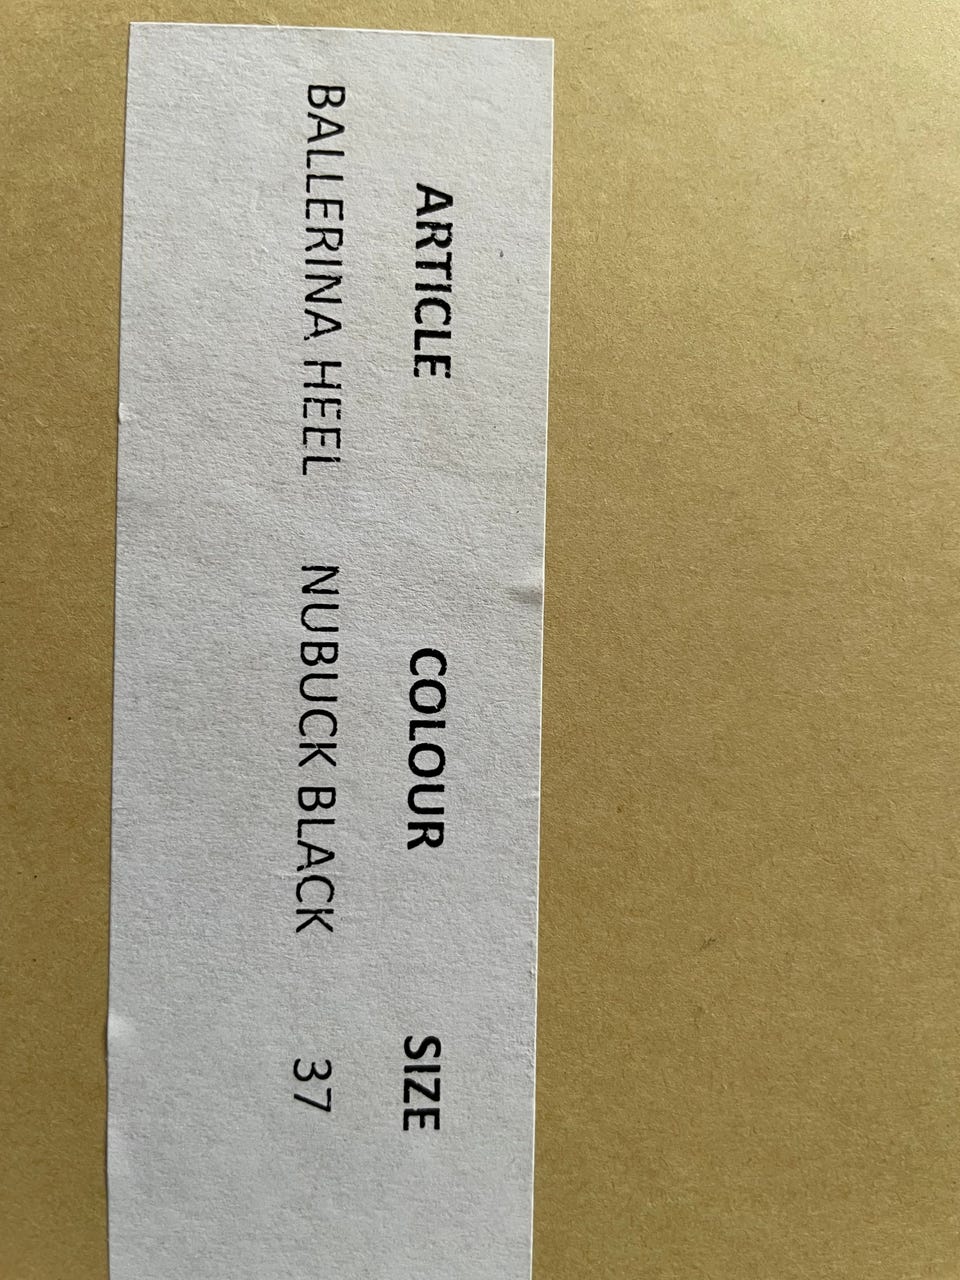 ARTICLE COLOUR SIZE
BALLERINA HEEL NUBUCK BLACK 37